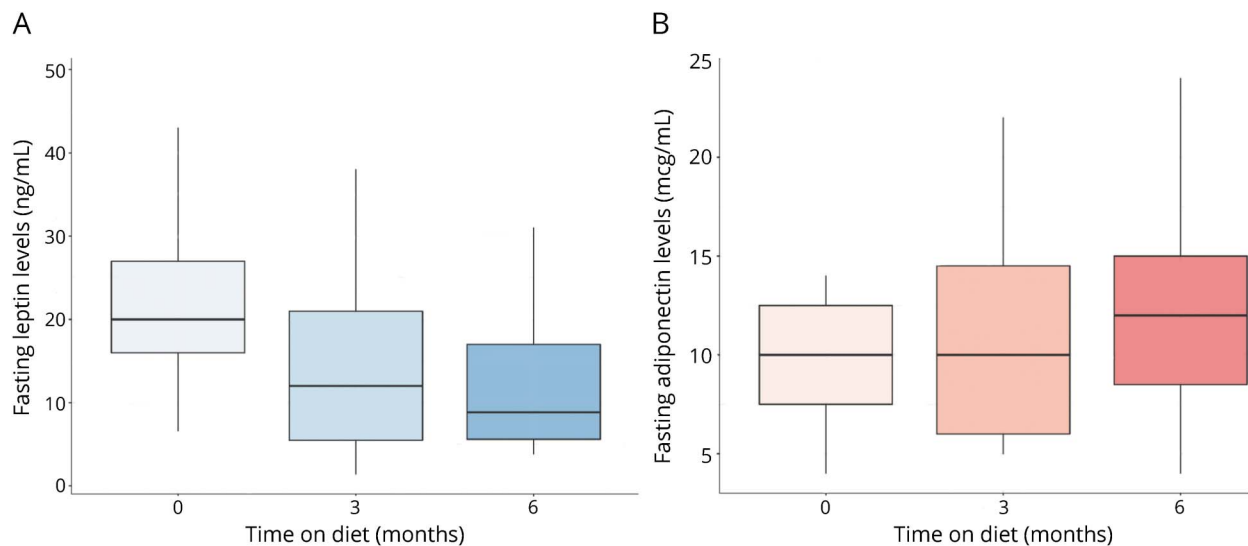 A
Fasting leptin levels (ng/mL)
50
40
30
20
10
0
0 3 6
Time on diet (months)
B
Fasting adiponectin levels (mcg/mL)
25
20
15
10
5
0 3 6
Time on diet (months)